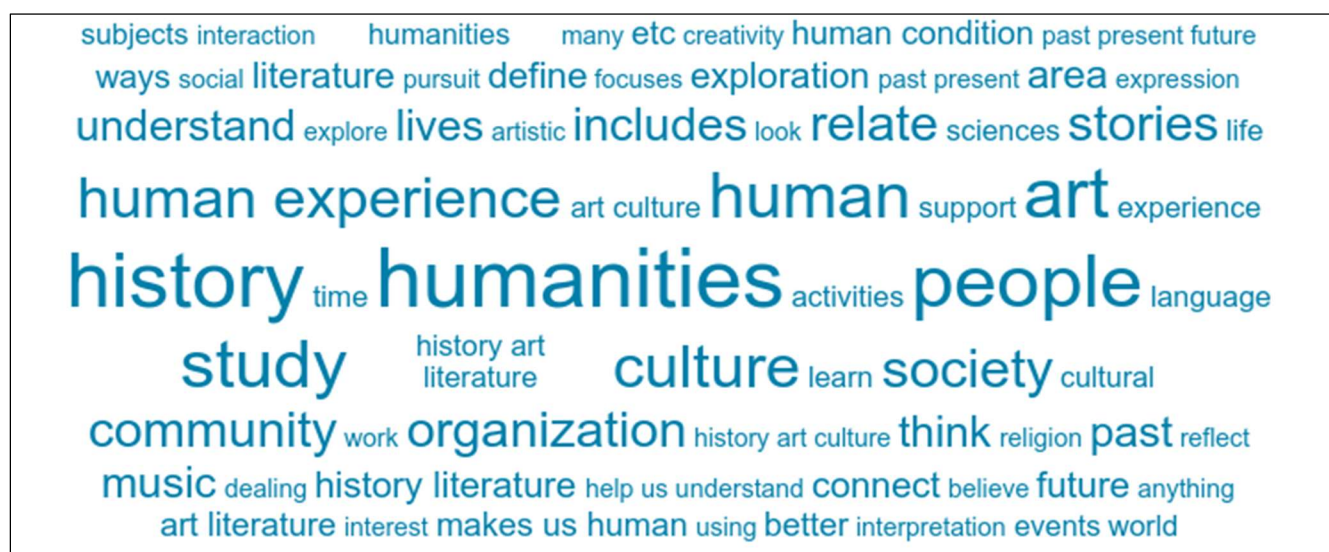 subjects interaction humanities many etc creativity human condition past present future
ways social literature pursuit define focuses exploration past present area expression
understand explore lives artistic includes look relate sciences stories life
human experience art culture human support art experience
history time humanities activities people language
study history art literature culture learn society cultural
community work organization history art culture think religion past reflect
music dealing history literature help us understand connect believe future anything
art literature interest makes us human using better interpretation events world